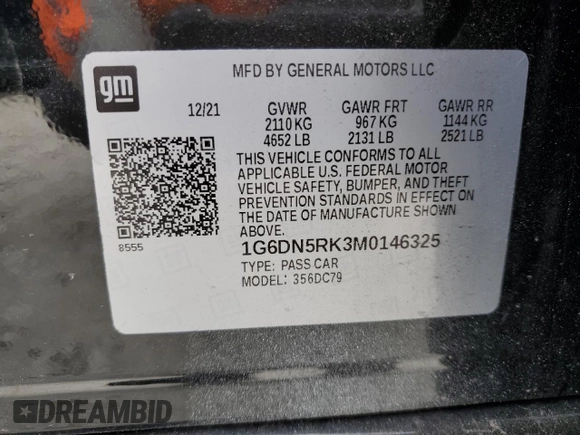 gm
MFD BY GENERAL MOTORS LLC
12/21 GVWR GAWR FRT GAWR RR
2110 KG 967 KG 1144 KG
4652 LB 2131 LB 2521 LB
THIS VEHICLE CONFORMS TO ALL
APPLICABLE U.S. FEDERAL MOTOR
VEHICLE SAFETY, BUMPER, AND THEFT
PREVENTION STANDARDS IN EFFECT ON
THE DATE OF MANUFACTURE SHOWN
ABOVE.
8555
1G6DN5RK3M0146325
TYPE: PASS CAR
MODEL: 356DC79
DREAMBID